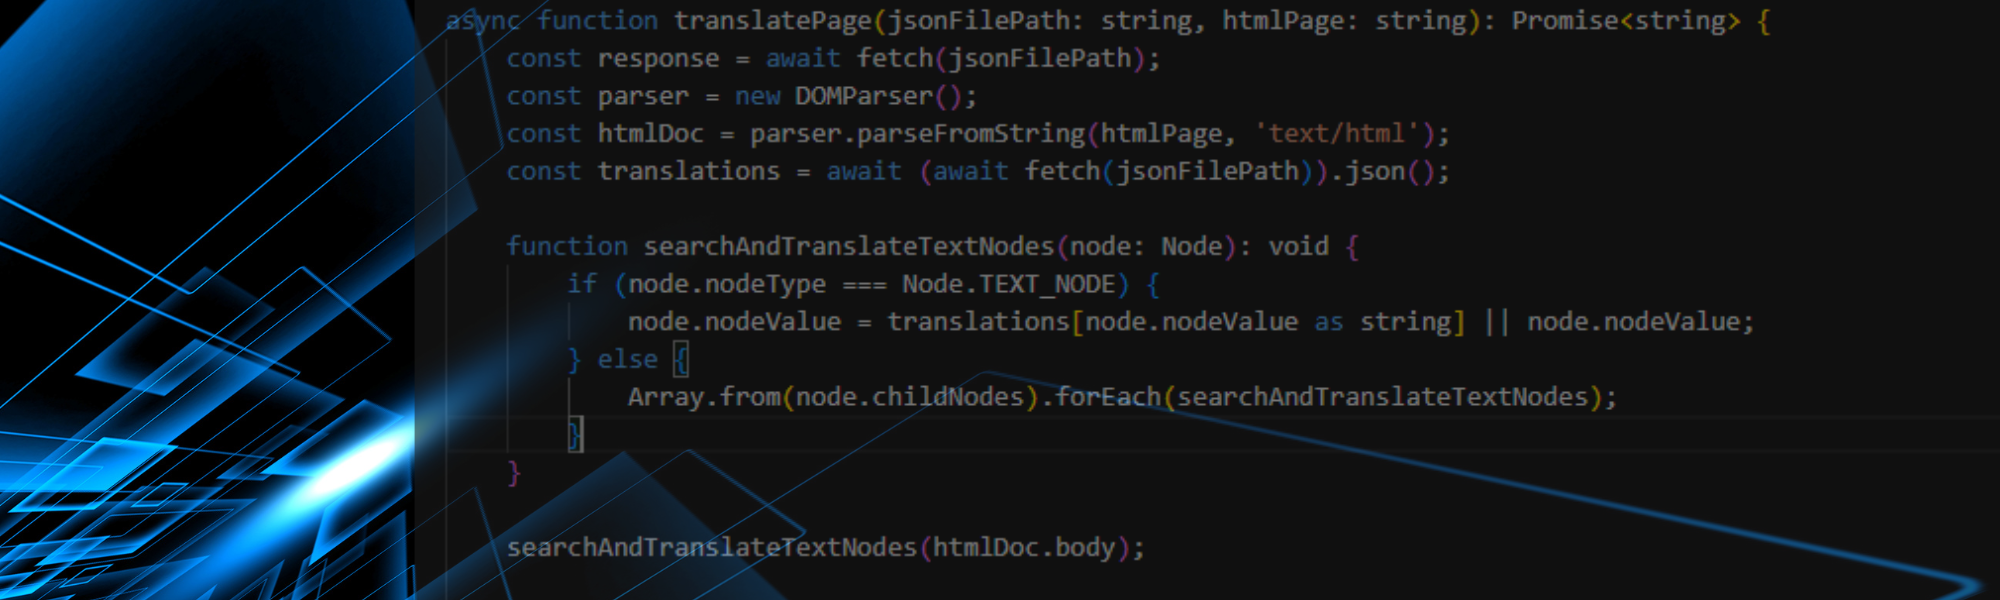 async function translatePage(jsonFilePath: string, htmlPage: string): Promise<string> {
const response = await fetch(jsonFilePath);
const parser = new DOMParser();
const htmlDoc = parser.parseFromString(htmlPage, 'text/html');
const translations = await (await fetch(jsonFilePath)).json();
function searchAndTranslateTextNodes(node: Node): void {
if (node.nodeType === Node.TEXT_NODE) {
node.nodeValue = translations[node.nodeValue as string] || node.nodeValue;
} else {
Array.from(node.childNodes).forEach(searchAndTranslateTextNodes);
}
}
searchAndTranslateTextNodes(htmlDoc.body);